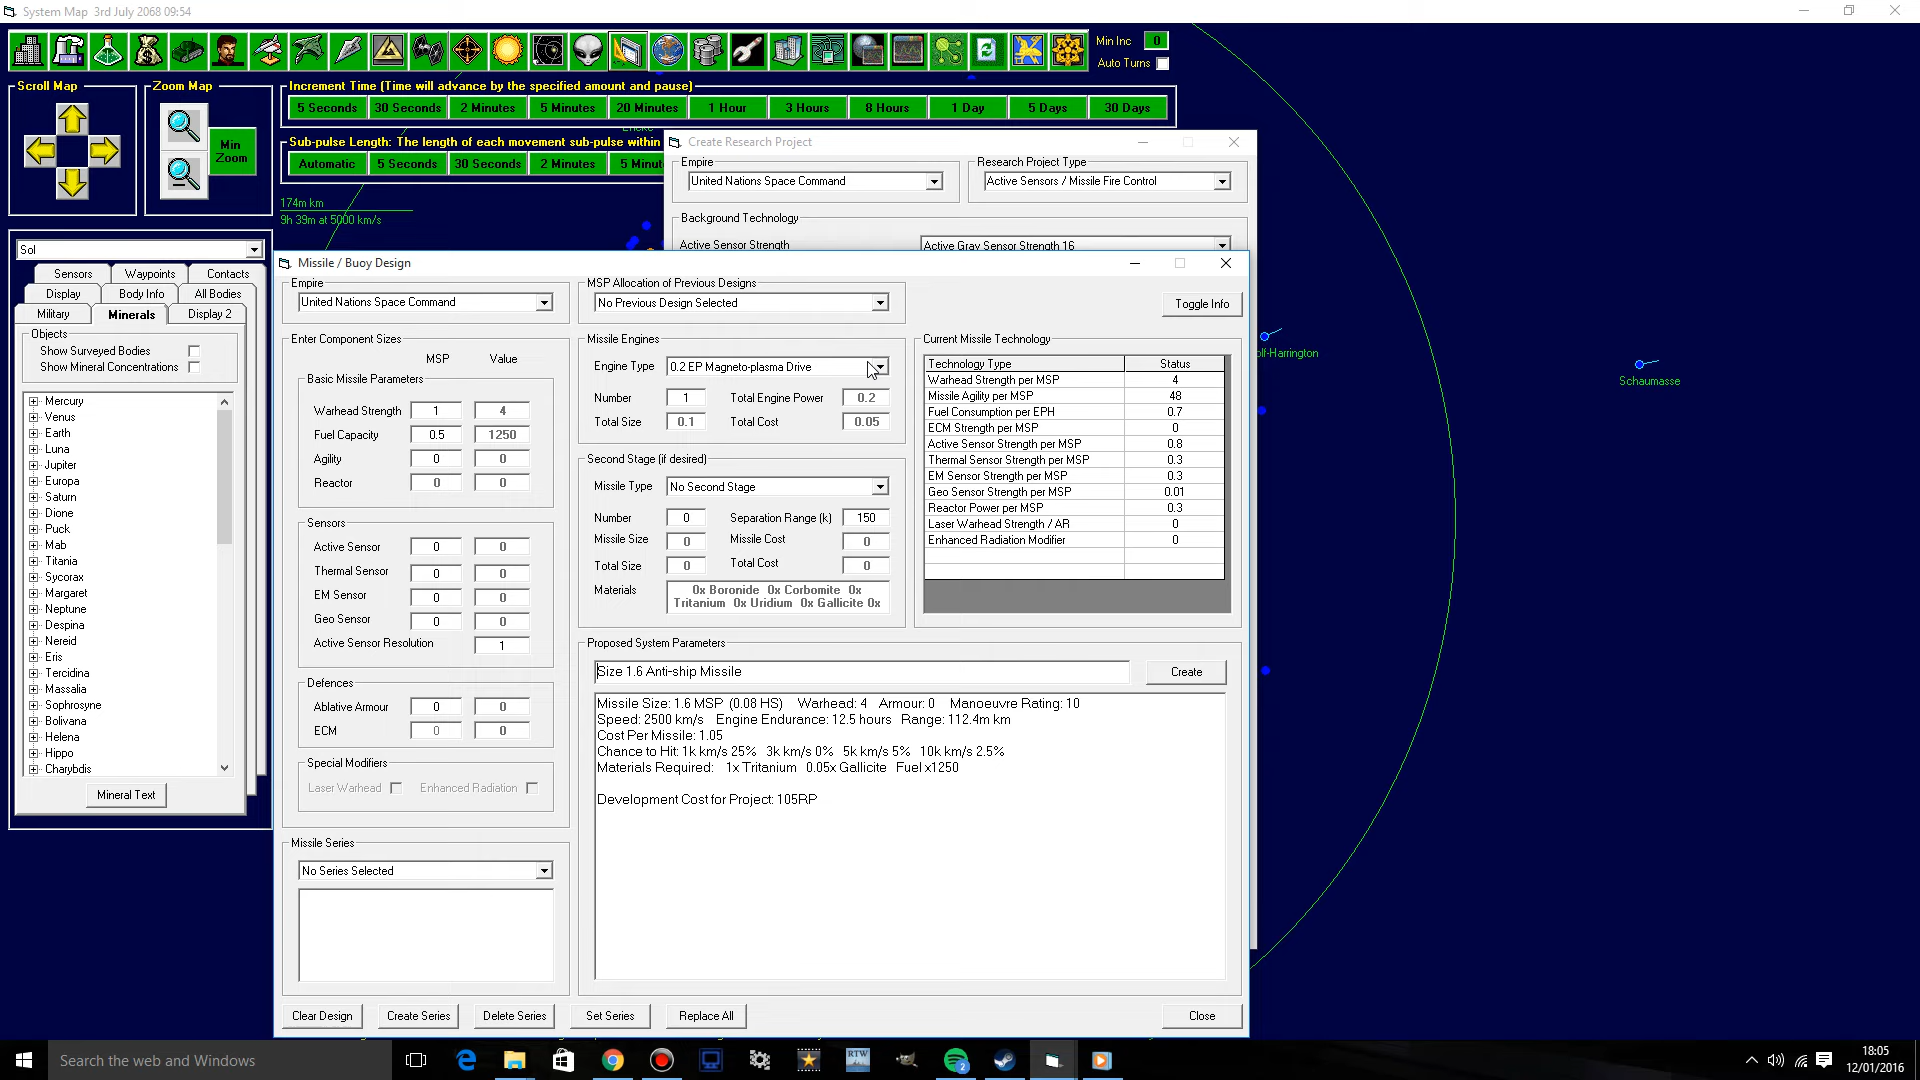 System Map   3rd July 2068 09:54
Min Inc 0
Auto Turns
Scroll Map
Zoom Map
Min Zoom
Increment Time (Time will advance by the specified amount and pause)
5 Seconds 30 Seconds 2 Minutes 5 Minutes 20 Minutes 1 Hour 3 Hours 8 Hours 1 Day 5 Days 30 Days
Sub-pulse Length: The length of each movement sub-pulse within
Automatic 5 Seconds 30 Seconds 2 Minutes 5 Minut
174m km
9h 39m at 5000 km/s
Create Research Project
Empire
United Nations Space Command
Research Project Type
Active Sensors / Missile Fire Control
Background Technology
Active Sensor Strength
Active Grav Sensor Strength 16
Sol
Sensors Waypoints Contacts
Display Body Info All Bodies
Military Minerals Display 2
Objects
Show Surveyed Bodies
Show Mineral Concentrations
Mercury
Venus
Earth
Luna
Jupiter
Europa
Saturn
Dione
Puck
Mab
Titania
Sycorax
Margaret
Neptune
Despina
Nereid
Eris
Tercidina
Massalia
Sophrosyne
Bolivana
Helena
Hippo
Charybdis
Mineral Text
Missile / Buoy Design
Empire
United Nations Space Command
Enter Component Sizes
MSP Value
Basic Missile Parameters
Warhead Strength 1 4
Fuel Capacity 0.5 1250
Agility 0 0
Reactor 0 0
Sensors
Active Sensor 0 0
Thermal Sensor 0 0
EM Sensor 0 0
Geo Sensor 0 0
Active Sensor Resolution 1
Defences
Ablative Armour 0 0
ECM 0 0
Special Modifiers
Laser Warhead Enhanced Radiation
Missile Series
No Series Selected
MSP Allocation of Previous Designs
No Previous Design Selected
Toggle Info
Missile Engines
Engine Type 0.2 EP Magneto-plasma Drive
Number 1 Total Engine Power 0.2
Total Size 0.1 Total Cost 0.05
Second Stage (if desired)
Missile Type No Second Stage
Number 0 Separation Range (k) 150
Missile Size 0 Missile Cost 0
Total Size 0 Total Cost 0
Materials 0x Boronide 0x Corbomite 0x
Tritanium 0x Uridium 0x Gallicite 0x
Current Missile Technology
Technology Type Status
Warhead Strength per MSP 4
Missile Agility per MSP 48
Fuel Consumption per EPH 0.7
ECM Strength per MSP 0
Active Sensor Strength per MSP 0.8
Thermal Sensor Strength per MSP 0.3
EM Sensor Strength per MSP 0.3
Geo Sensor Strength per MSP 0.01
Reactor Power per MSP 0.3
Laser Warhead Strength / AR 0
Enhanced Radiation Modifier 0
Proposed System Parameters
Size 1.6 Anti-ship Missile
Create
Missile Size: 1.6 MSP (0.08 HS) Warhead: 4 Armour: 0 Manoeuvre Rating: 10
Speed: 2500 km/s Engine Endurance: 12.5 hours Range: 112.4m km
Cost Per Missile: 1.05
Chance to Hit: 1k km/s 25% 3k km/s 0% 5k km/s 5% 10k km/s 2.5%
Materials Required: 1x Tritanium 0.05x Gallicite Fuel x1250
Development Cost for Project: 105RP
Clear Design Create Series Delete Series Set Series Replace All Close
lf-Harrington
Schaumasse
Search the web and Windows
RTW
2
18:05
12/01/2016